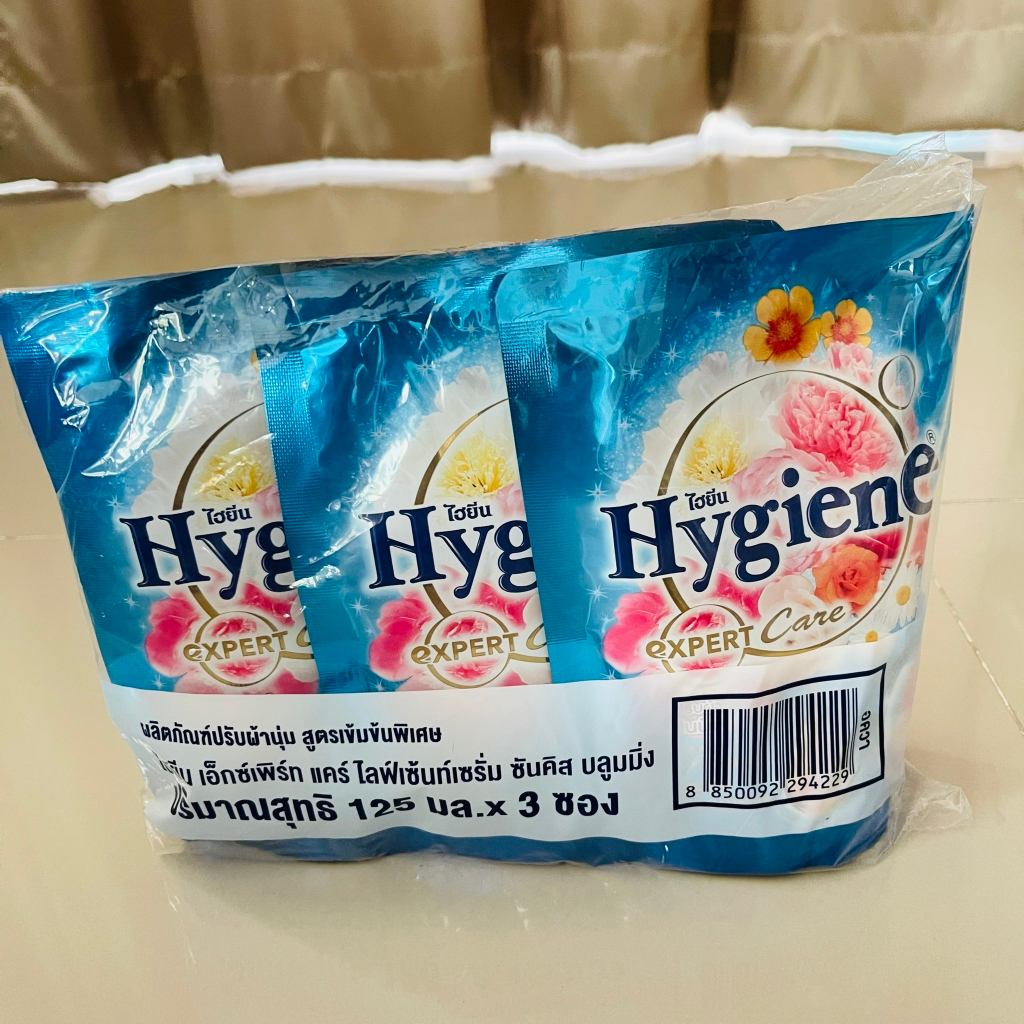 ไฮยีน
Hyg
EXPERT
ไฮยีน
Hyg
EXPERT
ไฮยีน
Hygiene®
EXPERT Care
ผลิตภัณฑ์ปรับผ้านุ่ม สูตรเข้มข้นพิเศษ
เอ็กซ์เพิร์ท แคร์ ไลฟ์เซ้นท์เซรั่ม ซันคิส บลูมมิ่ง
ปริมาณสุทธิ 125 มล.x 3 ซอง
8 850092 294229